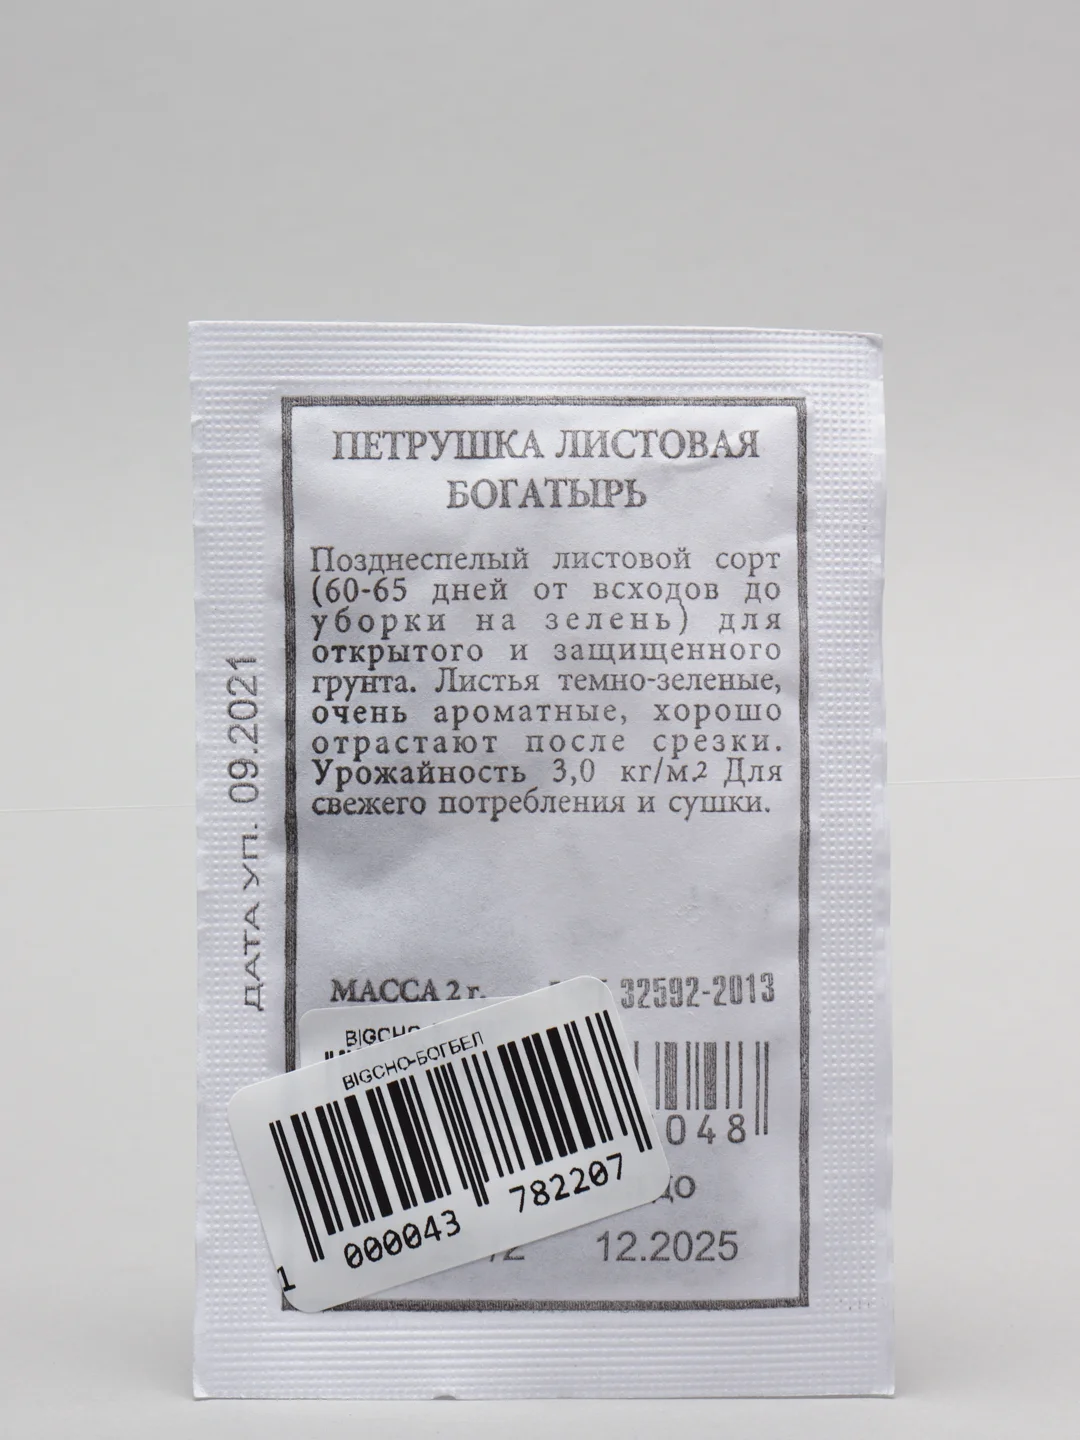 ПЕТРУШКА ЛИСТОВАЯ
БОГАТЫРЬ
Позднеспелый листовой сорт
(60-65 дней от всходов до
уборки на зелень) для
открытого и защищенного
грунта. Листья темно-зеленые,
очень ароматные, хорошо
отрастают после срезки.
Урожайность 3,0 кг/м2 Для
свежего потребления и сушки.
ДАТА УП. 09.2021
МАССА 2 г. 32592-2013
BIGCHO-БОГБЕЛ
1 000043 782207
048
до
12.2025